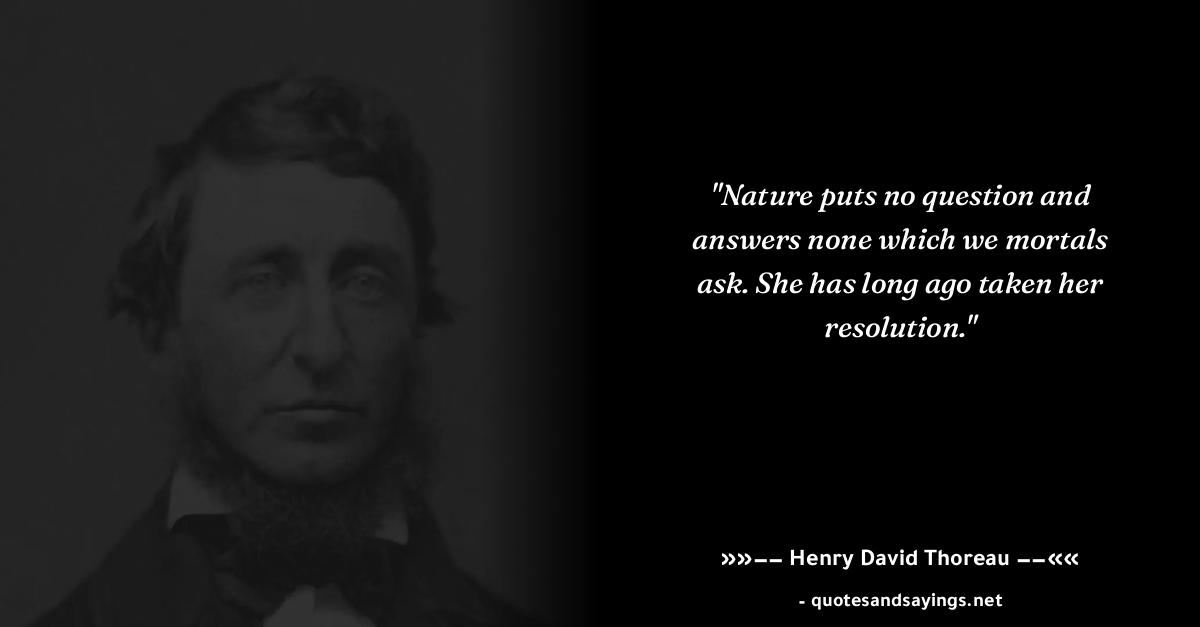 "Nature puts no question and
answers none which we mortals
ask. She has long ago taken her
resolution."
»»−− Henry David Thoreau −−««
- quotesandsayings.net